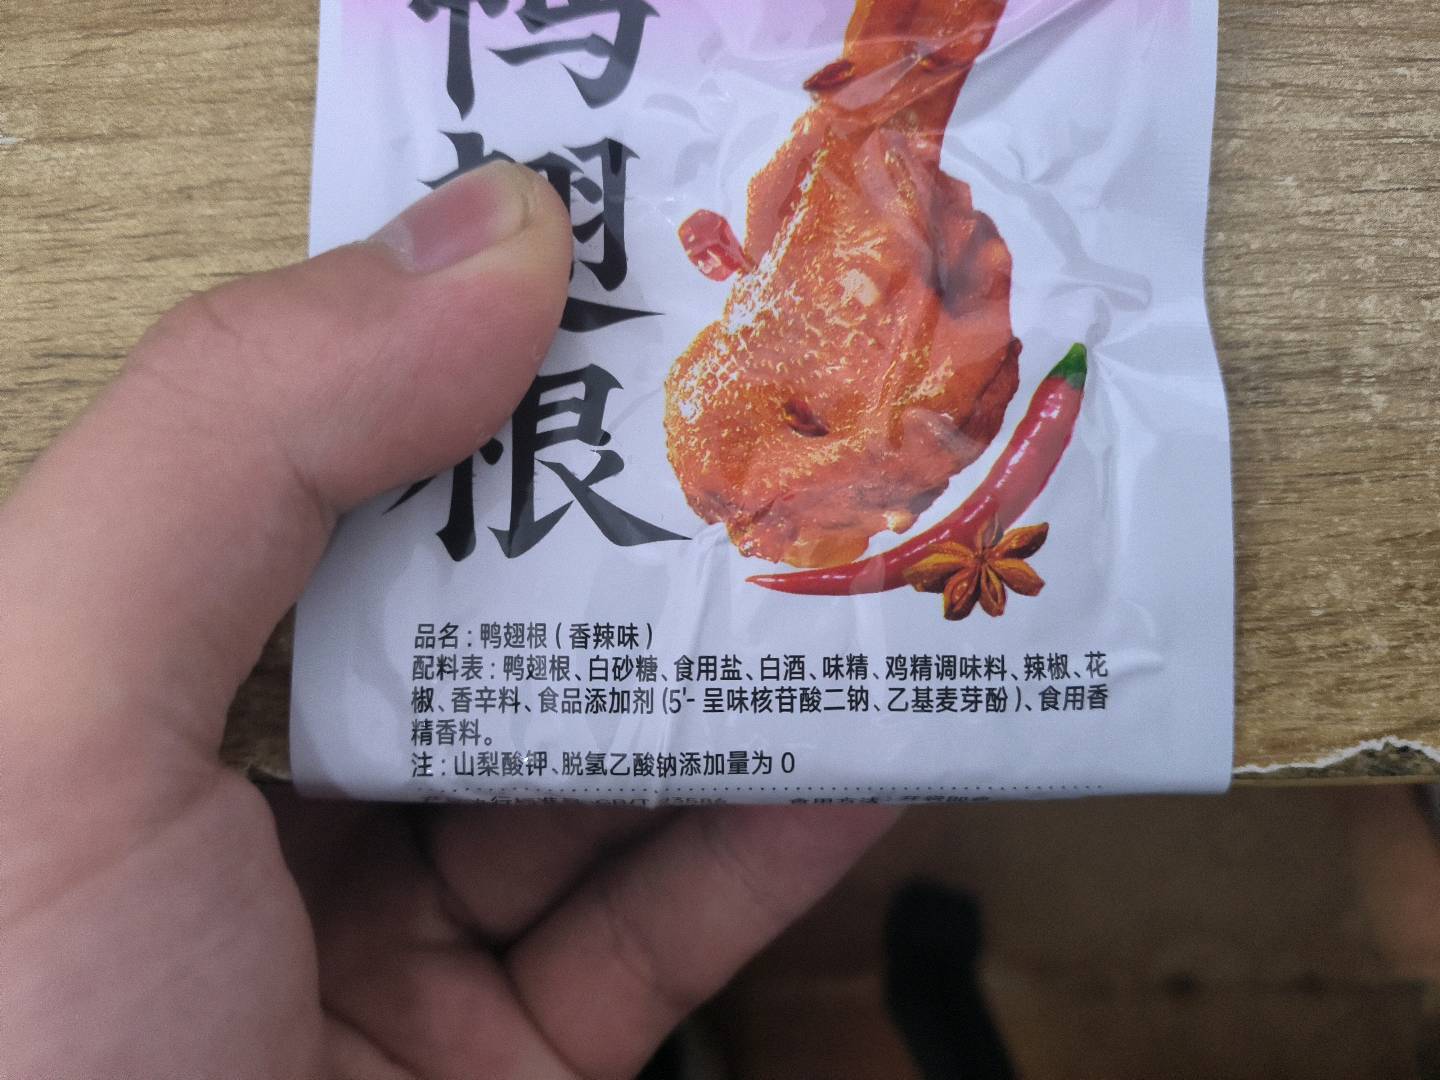 鸭
翅
根
品名:鸭翅根(香辣味)
配料表:鸭翅根、白砂糖、食用盐、白酒、味精、鸡精调味料、辣椒、花
椒、香辛料、食品添加剂(5'-呈味核苷酸二钠、乙基麦芽酚)、食用香
精香料。
注:山梨酸钾、脱氢乙酸钠添加量为0